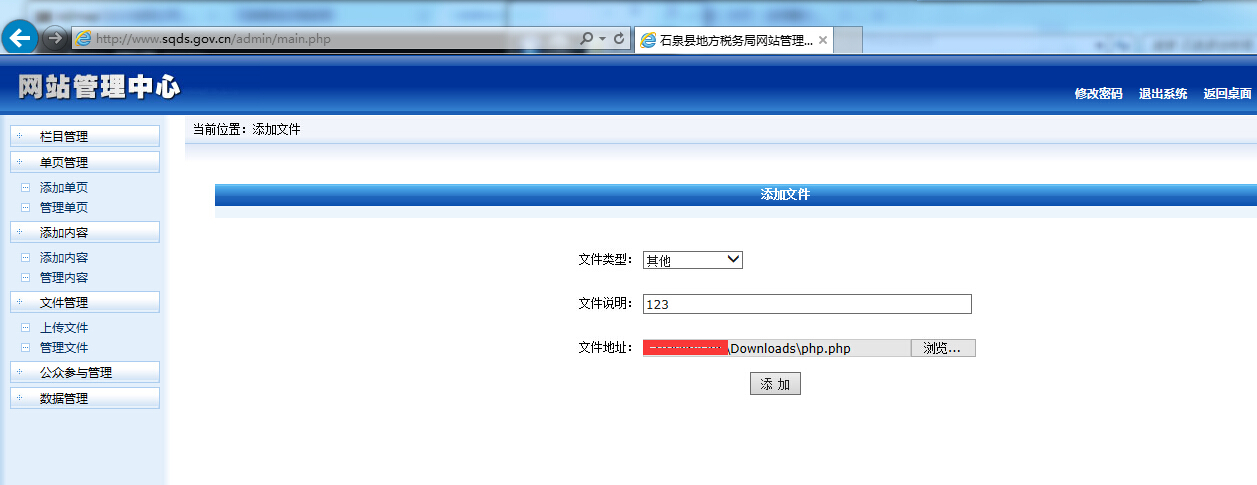 http://www.sqds.gov.cn/admin/main.php
石泉县地方税务局网站管理...
网站管理中心
修改密码 退出系统 返回桌面
当前位置：添加文件
栏目管理
单页管理
添加单页
管理单页
添加内容
添加内容
管理内容
文件管理
上传文件
管理文件
公众参与管理
数据管理
添加文件
文件类型： 其他
文件说明： 123
文件地址： \Downloads\php.php 浏览...
添 加